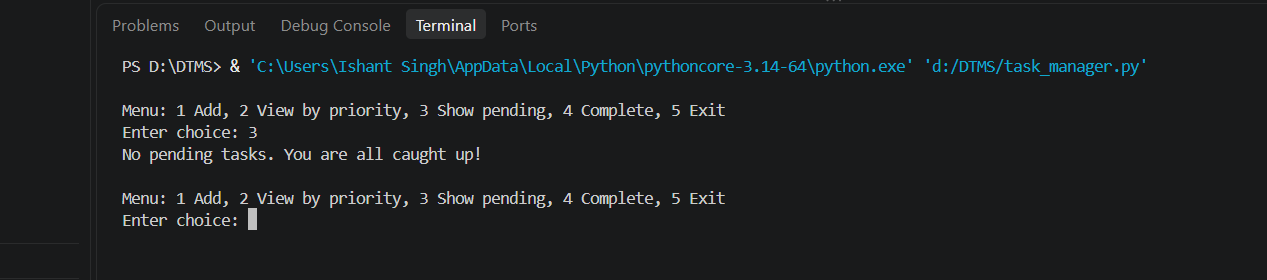 Problems Output Debug Console Terminal Ports
PS D:\DTMS> & 'C:\Users\Ishant Singh\AppData\Local\Python\pythoncore-3.14-64\python.exe' 'd:/DTMS/task_manager.py'
Menu: 1 Add, 2 View by priority, 3 Show pending, 4 Complete, 5 Exit
Enter choice: 3
No pending tasks. You are all caught up!
Menu: 1 Add, 2 View by priority, 3 Show pending, 4 Complete, 5 Exit
Enter choice: